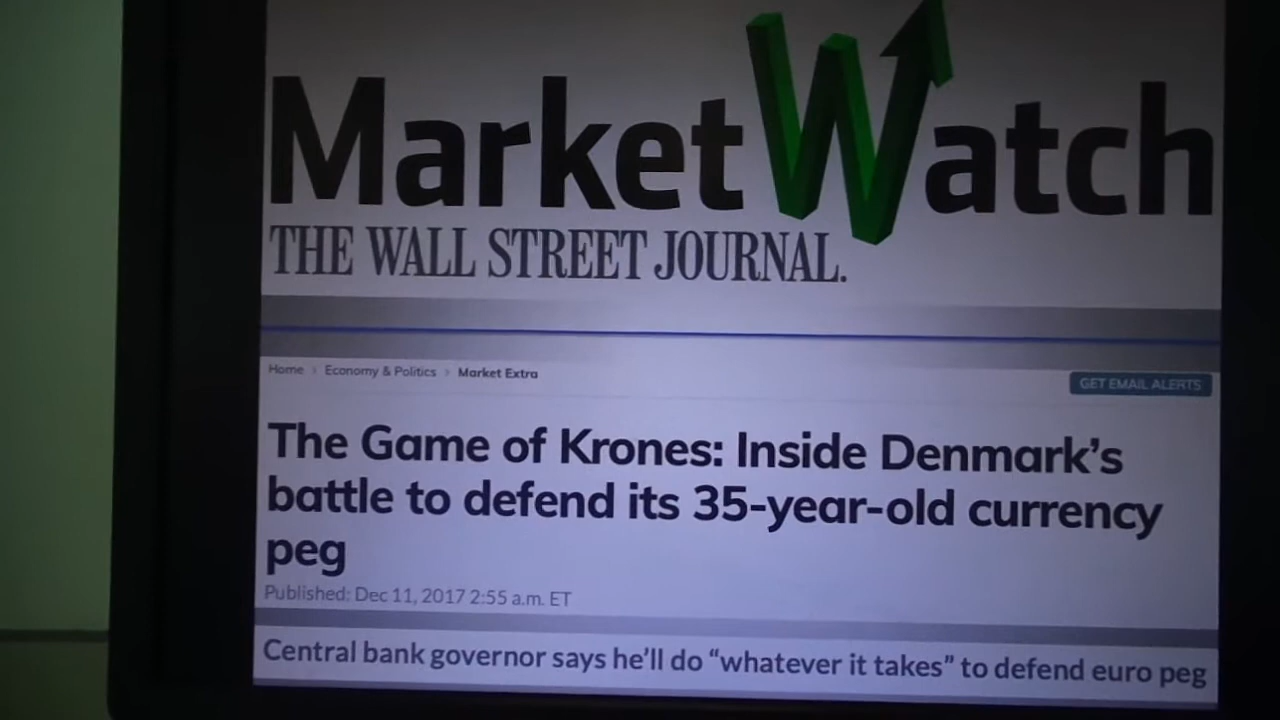 MarketWatch
THE WALL STREET JOURNAL.
Home > Economy & Politics > Market Extra
GET EMAIL ALERTS
The Game of Krones: Inside Denmark's
battle to defend its 35-year-old currency
peg
Published: Dec 11, 2017 2:55 a.m. ET
Central bank governor says he'll do “whatever it takes” to defend euro peg